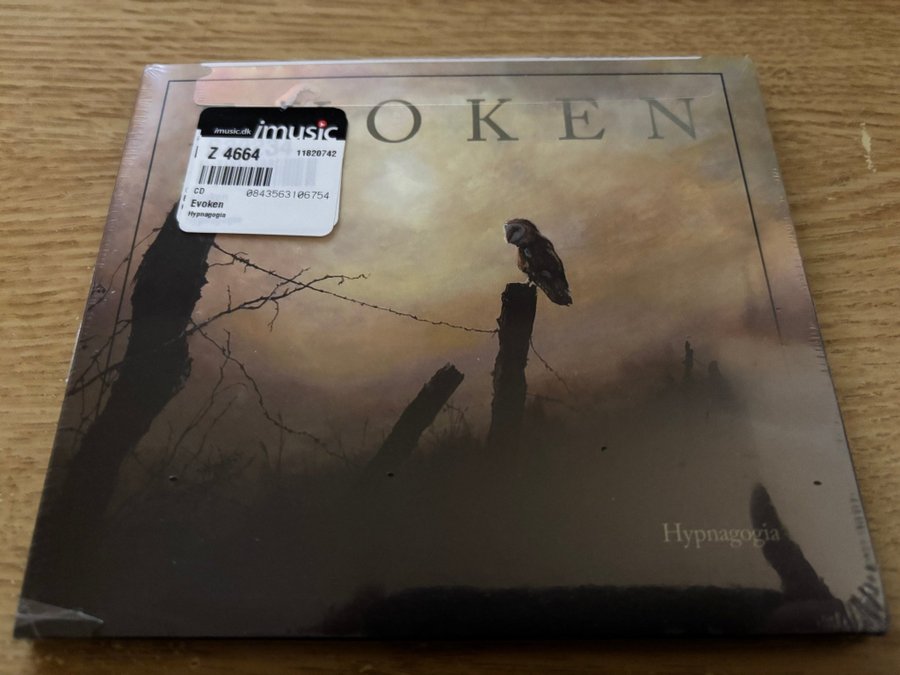 OKEN
imusic.dk imusic
Z 4664 11820742
CD 0843563106754
Evoken
Hypnagogia
Hypnagogia